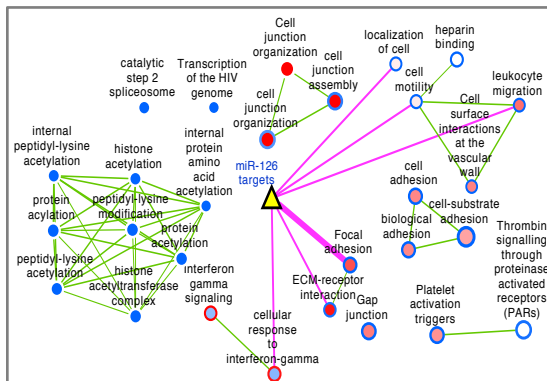 Cell
junction
organization
cell
junction
assembly
localization
of cell
heparin
binding
catalytic
step 2
spliceosome
Transcription
of the HIV
genome
cell
motility
leukocyte
migration
cell junction
organization
Cell surface
interactions
at the
vascular
wall
internal
peptidyl-lysine
acetylation
histone
acetylation
internal
protein
amino
acid
acetylation
miR-126
targets
cell
adhesion
cell-substrate
adhesion
biological
adhesion
protein
acylation
peptidyl-lysine
modification
protein
acetylation
Thrombin
signalling
through
proteinase
activated
receptors
(PARs)
peptidyl-lysine
acetylation
histone
acetyltransferase
complex
interferon
gamma
signaling
Focal
adhesion
ECM-receptor
interaction
Gap
junction
Platelet
activation
triggers
cellular
response
to
interferon-gamma